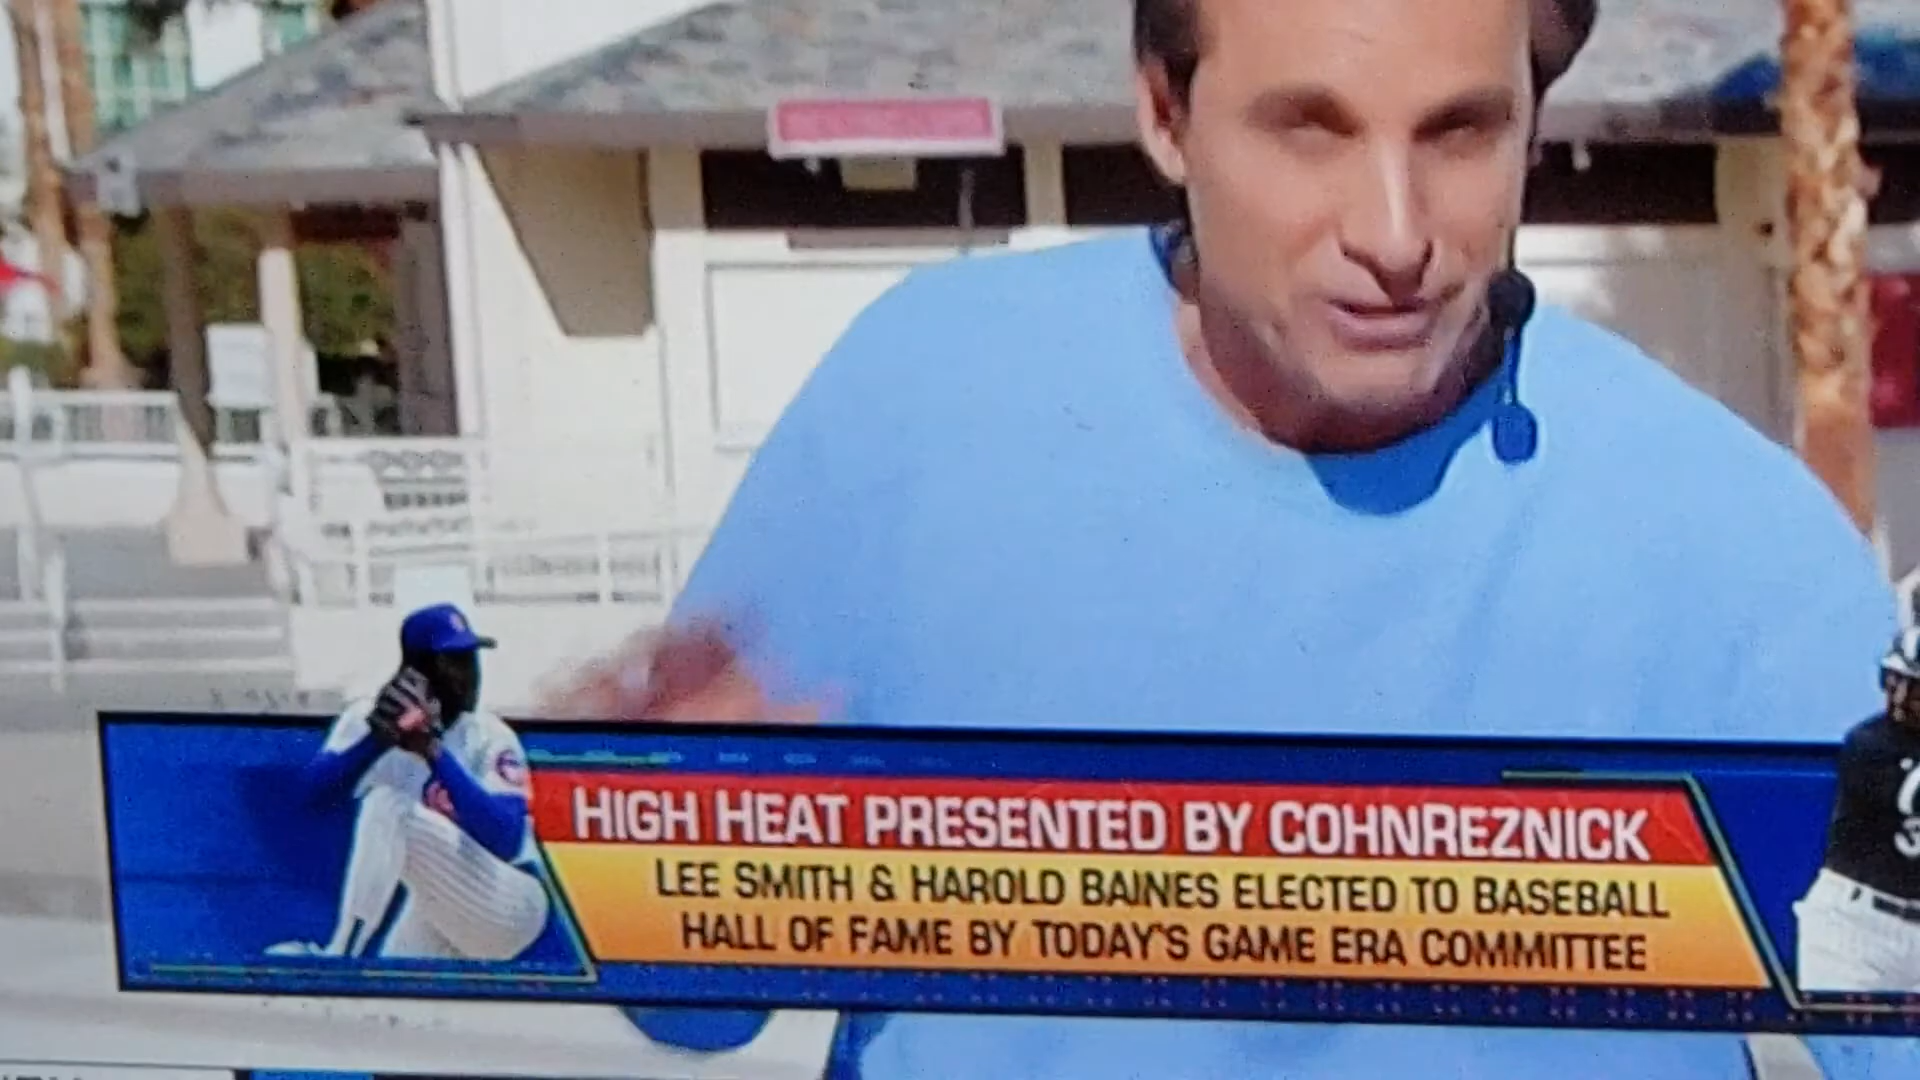 HIGH HEAT PRESENTED BY COHNREZNICK
LEE SMITH & HAROLD BAINES ELECTED TO BASEBALL
HALL OF FAME BY TODAY'S GAME ERA COMMITTEE